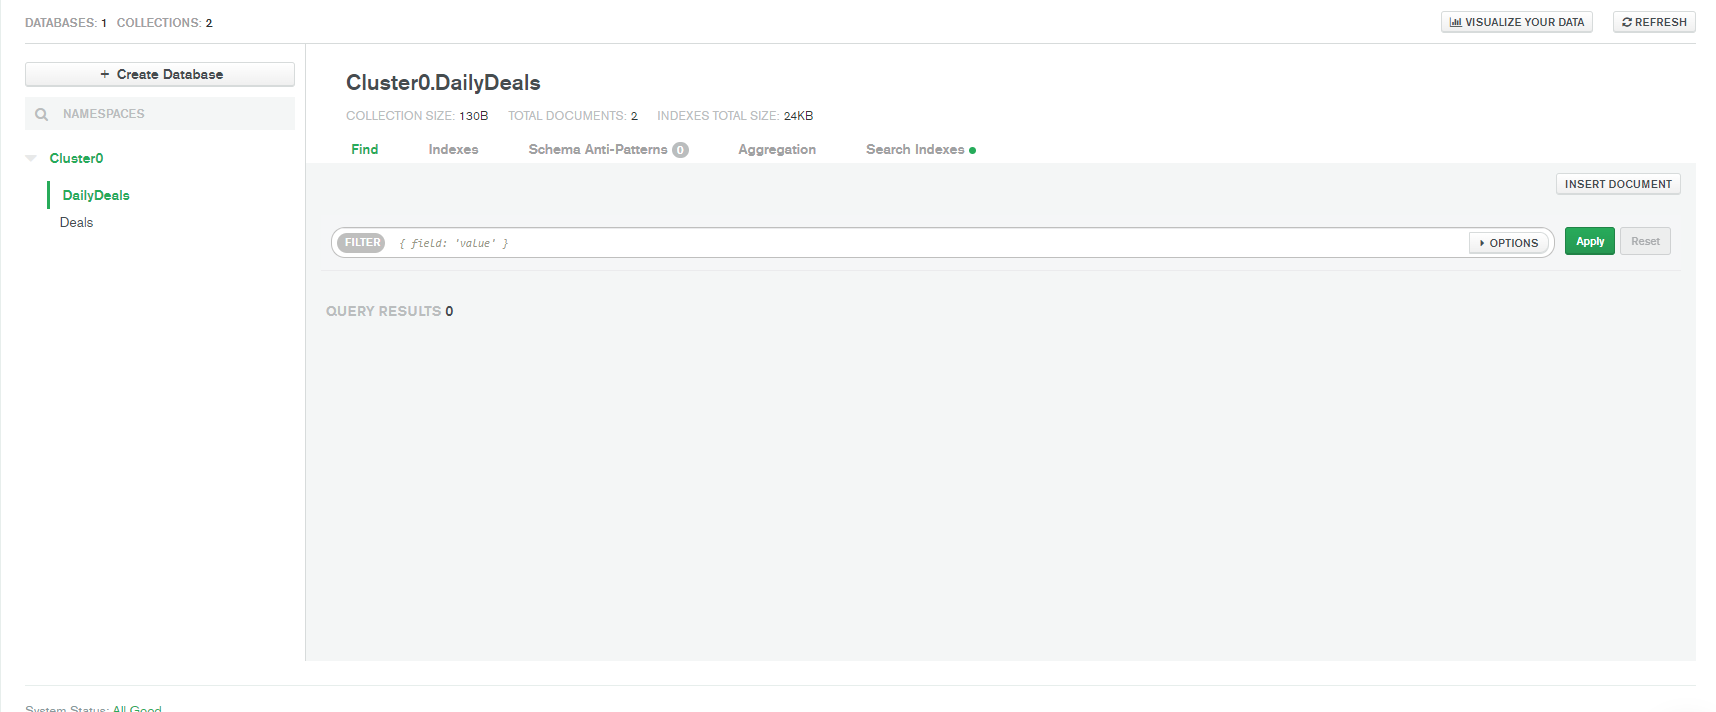 DATABASES: 1 COLLECTIONS: 2
VISUALIZE YOUR DATA
REFRESH
+ Create Database
NAMESPACES
Cluster0
DailyDeals
Deals
Cluster0.DailyDeals
COLLECTION SIZE: 130B TOTAL DOCUMENTS: 2 INDEXES TOTAL SIZE: 24KB
Find Indexes Schema Anti-Patterns 0 Aggregation Search Indexes
INSERT DOCUMENT
FILTER { field: 'value' } OPTIONS Apply Reset
QUERY RESULTS 0
System Status: All Good